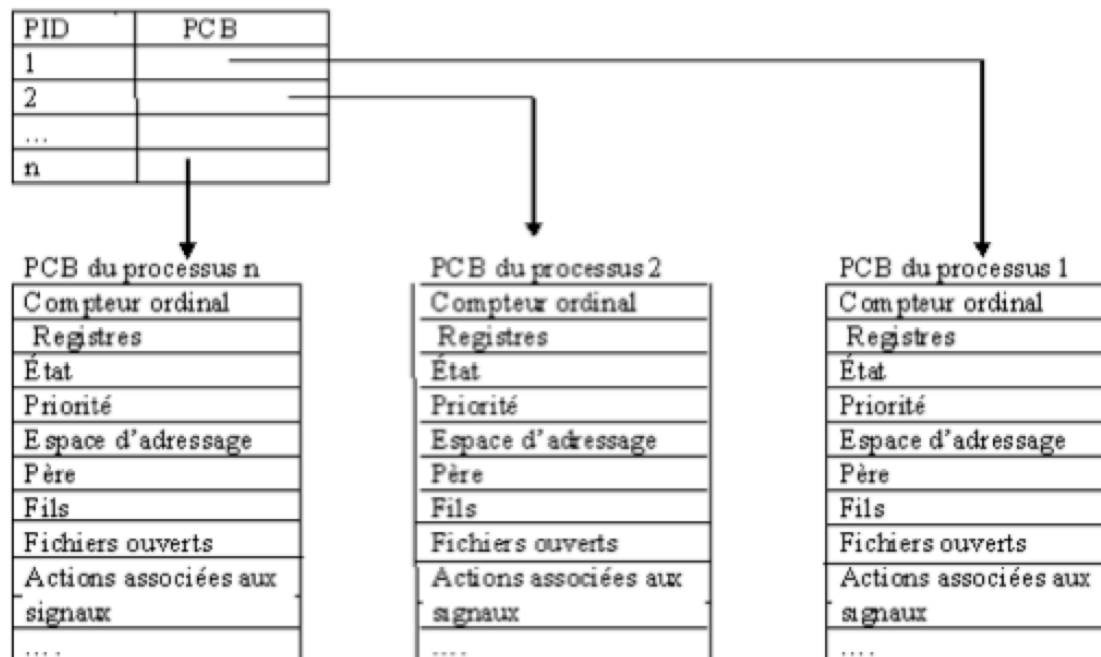 PID PCB
1
2
...
n
PCB du processus n
Compteur ordinal
Registres
État
Priorité
Espace d'adressage
Père
Fils
Fichiers ouverts
Actions associées aux
signaux
....
PCB du processus 2
Compteur ordinal
Registres
État
Priorité
Espace d'adressage
Père
Fils
Fichiers ouverts
Actions associées aux
signaux
....
PCB du processus 1
Compteur ordinal
Registres
État
Priorité
Espace d'adressage
Père
Fils
Fichiers ouverts
Actions associées aux
signaux
....